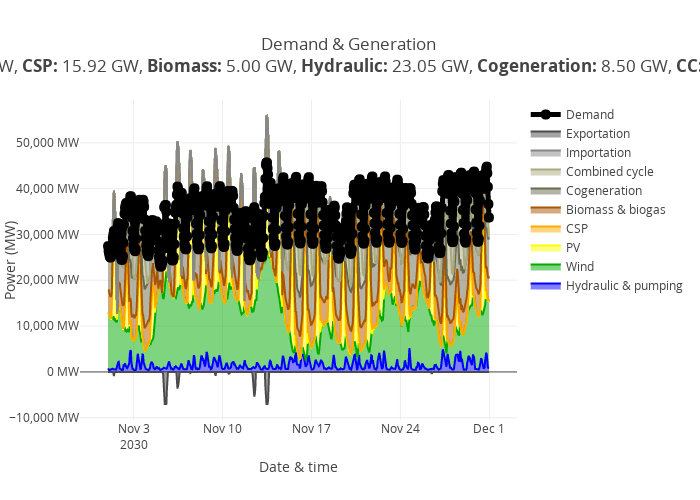 Demand & Generation
W, CSP: 15.92 GW, Biomass: 5.00 GW, Hydraulic: 23.05 GW, Cogeneration: 8.50 GW, CC:
50,000 MW
40,000 MW
30,000 MW
20,000 MW
10,000 MW
0 MW
−10,000 MW
Power (MW)
Nov 3
2030
Nov 10
Nov 17
Nov 24
Dec 1
Date & time
Demand
Exportation
Importation
Combined cycle
Cogeneration
Biomass & biogas
CSP
PV
Wind
Hydraulic & pumping